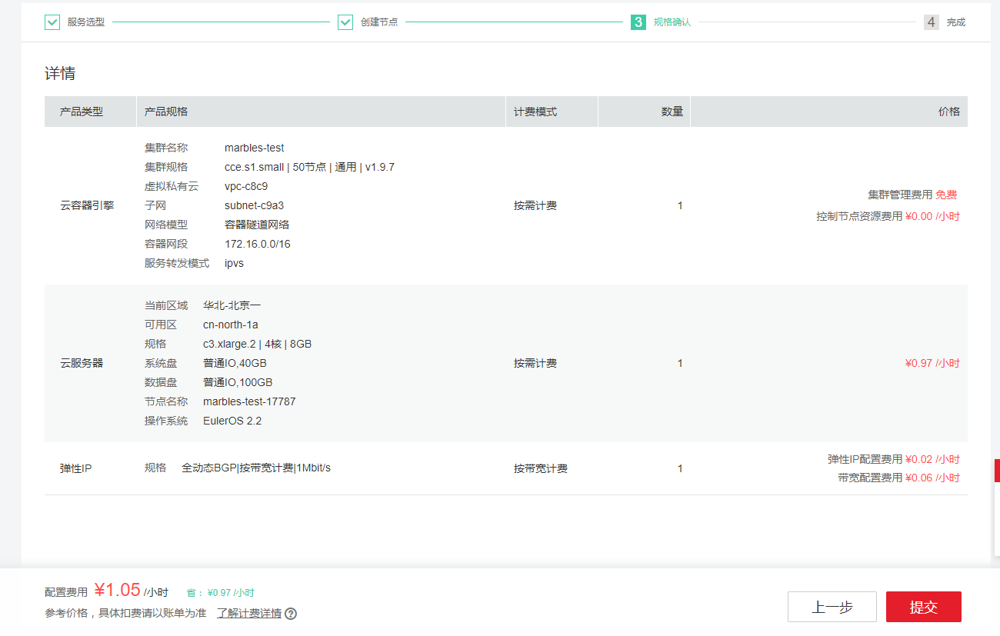 服务选型 创建节点 3 规格确认 4 完成
详情
产品类型 产品规格 计费模式 数量 价格
云容器引擎 按需计费 1
集群名称 marbles-test
集群规格 cce.s1.small | 50节点 | 通用 | v1.9.7
虚拟私有云 vpc-c8c9
子网 subnet-c9a3
网络模型 容器隧道网络
容器网段 172.16.0.0/16
服务转发模式 ipvs
集群管理费用 免费
控制节点资源费用 ¥0.00 /小时
云服务器 按需计费 1 ¥0.97 /小时
当前区域 华北-北京一
可用区 cn-north-1a
规格 c3.xlarge.2 | 4核 | 8GB
系统盘 普通IO,40GB
数据盘 普通IO,100GB
节点名称 marbles-test-17787
操作系统 EulerOS 2.2
弹性IP 规格 全动态BGP|按带宽计费|1Mbit/s 按带宽计费 1
弹性IP配置费用 ¥0.02 /小时
带宽配置费用 ¥0.06 /小时
配置费用 ¥1.05 /小时 省： ¥0.97 /小时
参考价格，具体扣费请以账单为准 了解计费详情 ?
上一步 提交